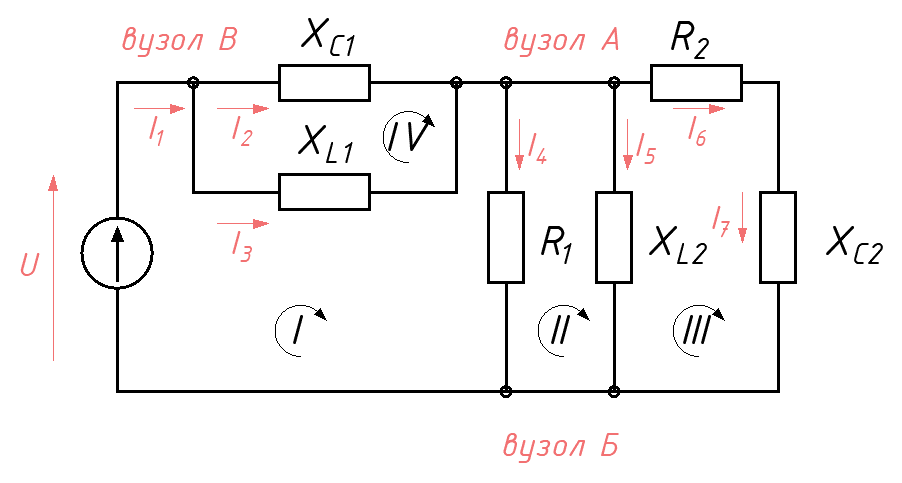 вузол В
X_C1
вузол А
R_2
I_1
I_2
X_L1
IV
I_4
I_5
I_6
I_3
I_7
R_1
X_L2
X_C2
U
I
II
III
вузол Б